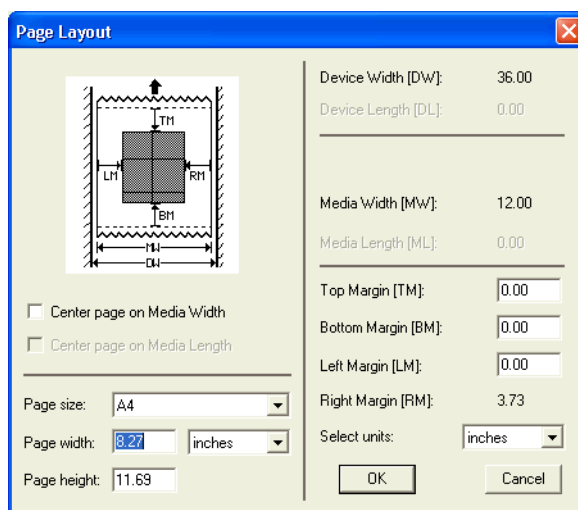 Page Layout
TM
LM
RM
BM
MW
DW
Center page on Media Width
Center page on Media Length
Page size: A4
Page width: 8.27 inches
Page height: 11.69
Device Width [DW]: 36.00
Device Length [DL]: 0.00
Media Width [MW]: 12.00
Media Length [ML]: 0.00
Top Margin [TM]: 0.00
Bottom Margin [BM]: 0.00
Left Margin [LM]: 0.00
Right Margin [RM]: 3.73
Select units: inches
OK
Cancel